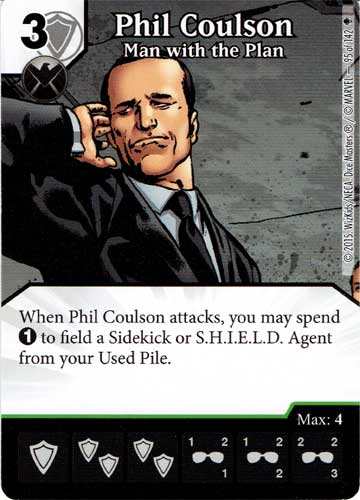 3
Phil Coulson
Man with the Plan
© 2015, WizKids/NECA. Dice Masters ® / © MARVEL — 95 of 142
When Phil Coulson attacks, you may spend
1 to field a Sidekick or S.H.I.E.L.D. Agent
from your Used Pile.
Max: 4
1 2 1 2 2 2
1 2 3